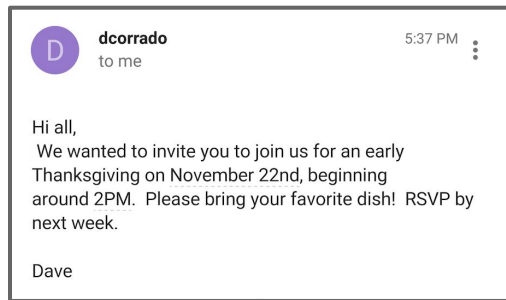 D
dcorrado
5:37 PM
to me
Hi all,
We wanted to invite you to join us for an early
Thanksgiving on November 22nd, beginning
around 2PM.  Please bring your favorite dish!  RSVP by
next week.
Dave